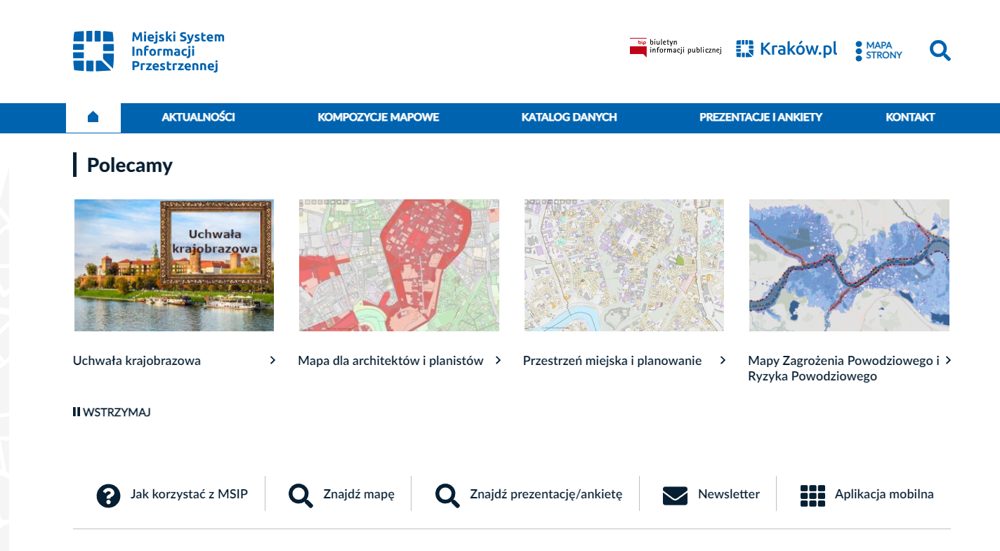 Miejski System
Informacji
Przestrzennej
bip
biuletyn
informacji publicznej
Kraków.pl
MAPA
STRONY
AKTUALNOŚCI
KOMPOZYCJE MAPOWE
KATALOG DANYCH
PREZENTACJE I ANKIETY
KONTAKT
Polecamy
Uchwała
krajobrazowa
Uchwała krajobrazowa
Mapa dla architektów i planistów
Przestrzeń miejska i planowanie
Mapy Zagrożenia Powodziowego i
Ryzyka Powodziowego
WSTRZYMAJ
Jak korzystać z MSIP
Znajdź mapę
Znajdź prezentację/ankietę
Newsletter
Aplikacja mobilna